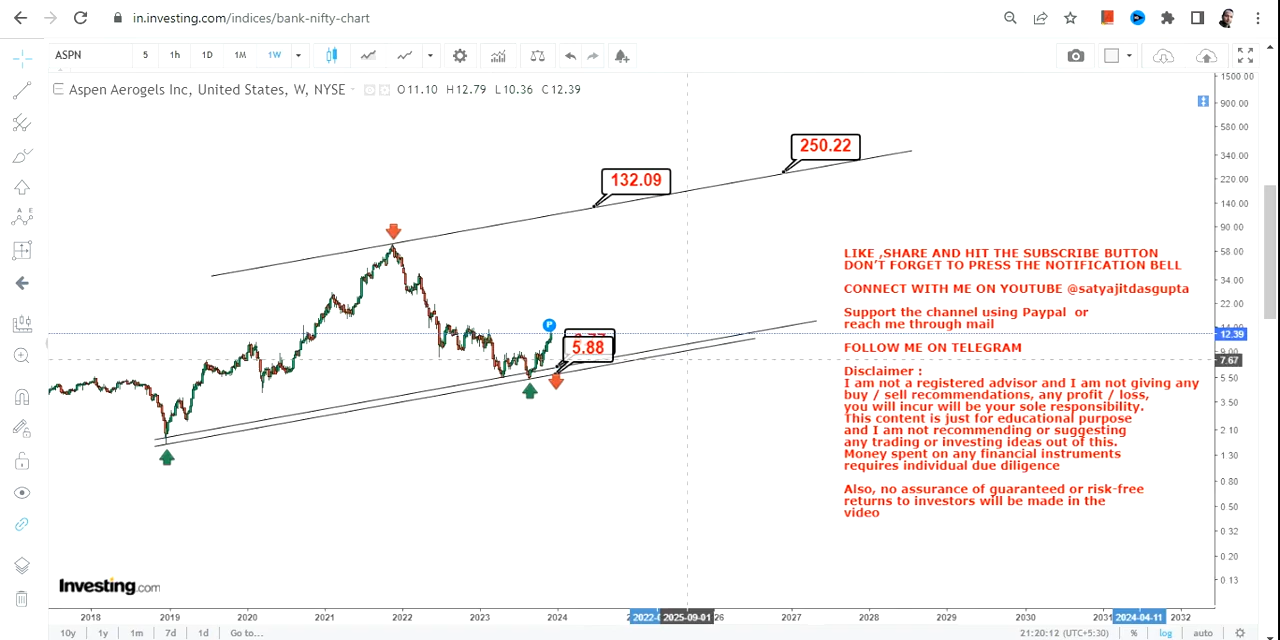 in.investing.com/indices/bank-nifty-chart
ASPN 5 1h 1D 1M 1W
Aspen Aerogels Inc, United States, W, NYSE O11.10 H12.79 L10.36 C12.39
1500.00
900.00
580.00
340.00
220.00
140.00
90.00
58.00
34.00
22.00
12.39
9.00
7.67
5.50
3.50
2.10
1.30
0.80
0.50
0.32
0.20
0.13
250.22
132.09
P
5.88
LIKE ,SHARE AND HIT THE SUBSCRIBE BUTTON
DON'T FORGET TO PRESS THE NOTIFICATION BELL
CONNECT WITH ME ON YOUTUBE @satyajitdasgupta
Support the channel using Paypal or
reach me through mail
FOLLOW ME ON TELEGRAM
Disclaimer :
I am not a registered advisor and I am not giving any
buy / sell recommendations, any profit / loss,
you will incur will be your sole responsibility.
This content is just for educational purpose
and I am not recommending or suggesting
any trading or investing ideas out of this.
Money spent on any financial instruments
requires individual due diligence
Also, no assurance of guaranteed or risk-free
returns to investors will be made in the
video
Investing.com
2018 2019 2020 2021 2022 2023 2024 2025-09-01 2027 2028 2029 2030 2024-04-11 2032
10y 1y 1m 7d 1d Go to... 21:20:12 (UTC+5:30) % log auto